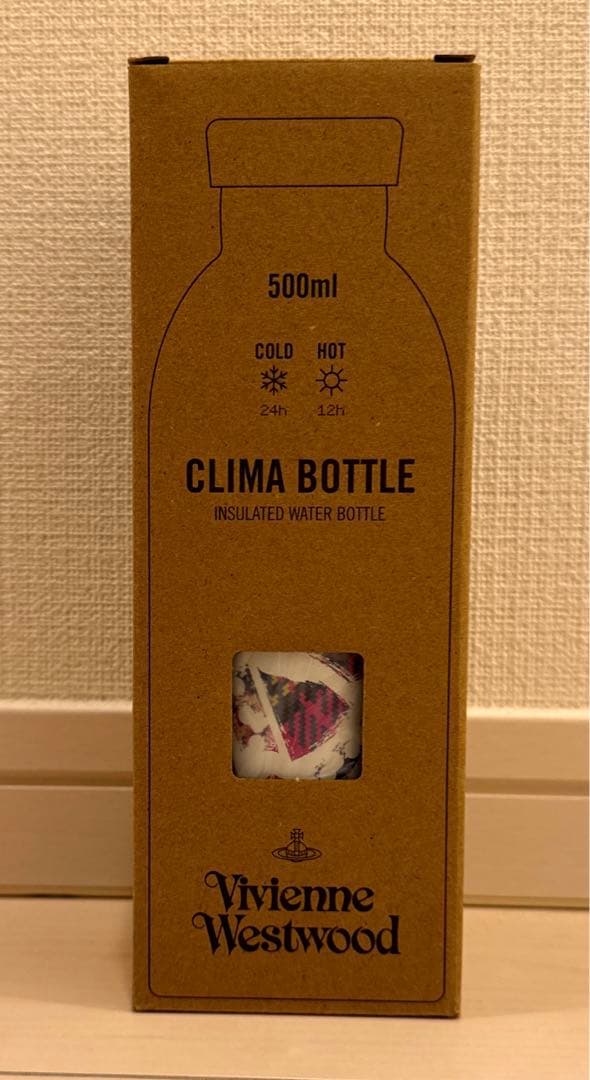 500ml
COLD HOT
24h 12h
CLIMA BOTTLE
INSULATED WATER BOTTLE
Vivienne
Westwood